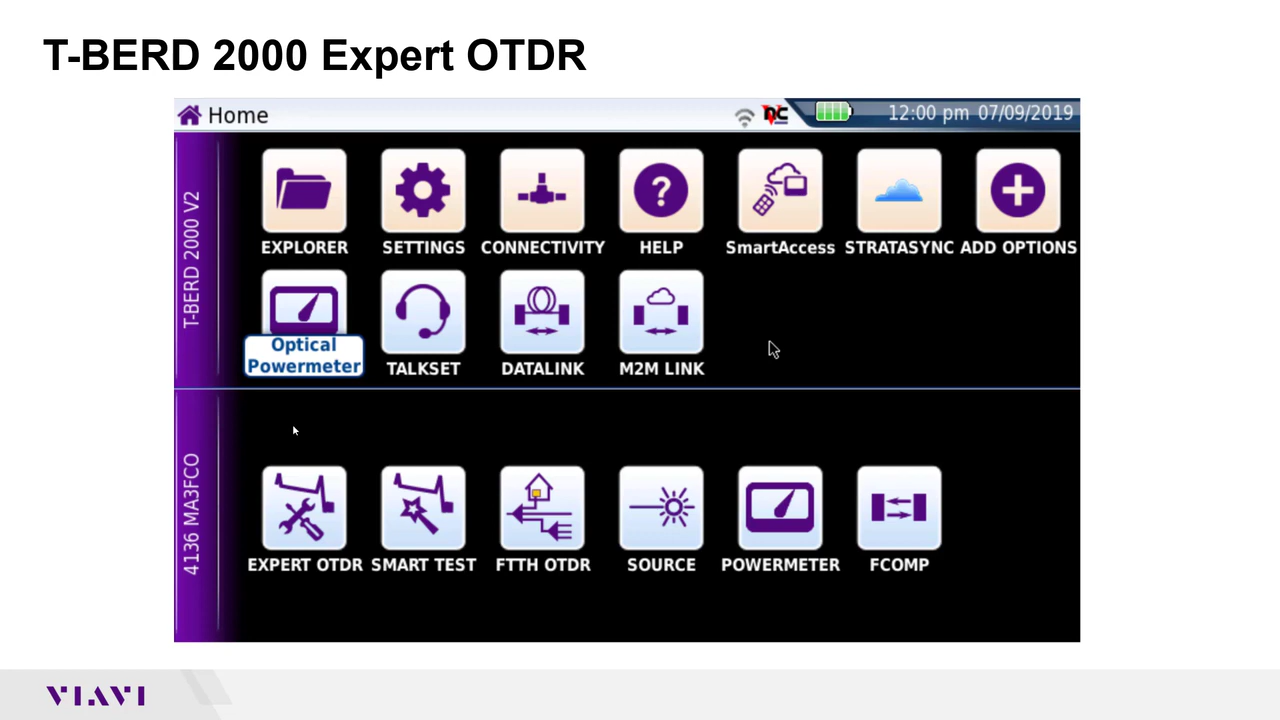 T-BERD 2000 Expert OTDR
Home
12:00 pm 07/09/2019
T-BERD 2000 V2
EXPLORER
SETTINGS
CONNECTIVITY
HELP
SmartAccess
STRATASYNC
ADD OPTIONS
Optical
Powermeter
TALKSET
DATALINK
M2M LINK
4136 MA3FCO
EXPERT OTDR
SMART TEST
FTTH OTDR
SOURCE
POWERMETER
FCOMP
VIAVI